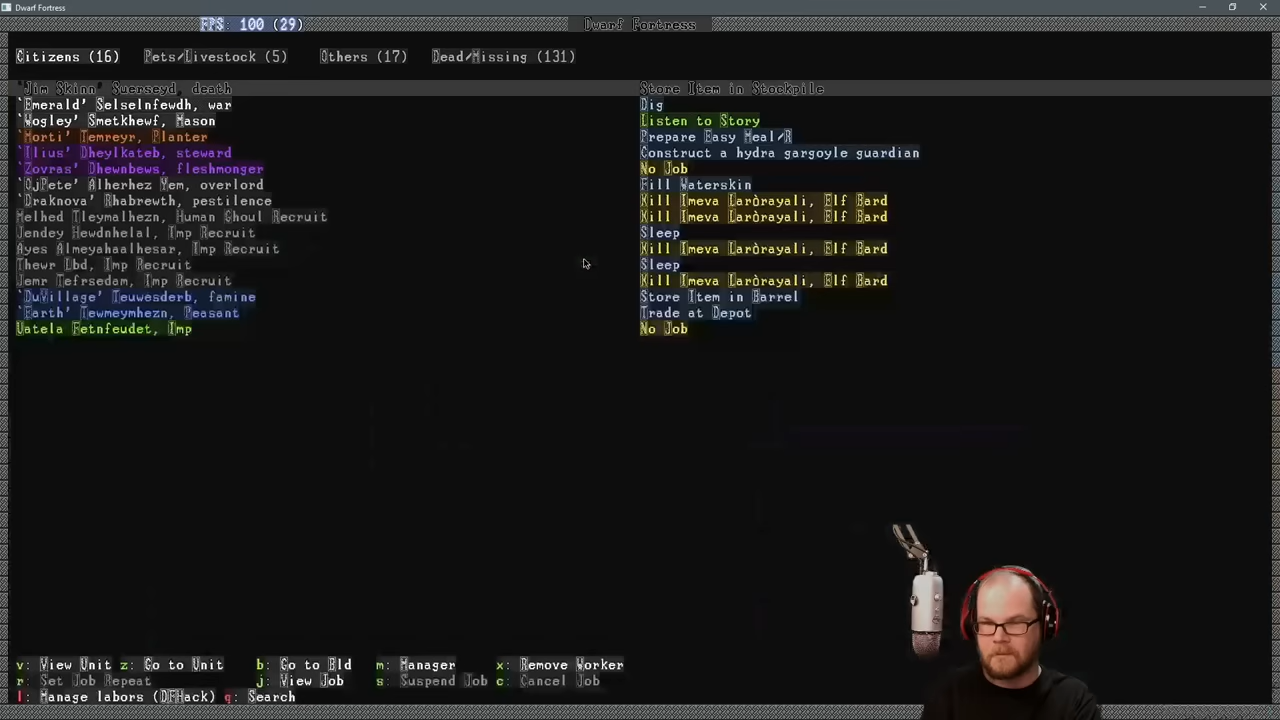 Dwarf Fortress
FPS: 100 (29) Dwarf Fortress
Citizens (16) Pets/Livestock (5) Others (17) Dead/Missing (131)
`Jim Skinn' Suerseyd, death Store Item in Stockpile
`Emerald' Selselnfewdh, war Dig
`Wogley' Smetkhewf, Mason Listen to Story
`Morti' Temreyr, Planter Prepare Easy Meal/R
`Ilius' Dheylkateb, steward Construct a hydra gargoyle guardian
`Zovras' Dhewnbews, fleshmonger No Job
`OjPete' Alherhez Yem, overlord Fill Waterskin
`Draknova' Rhabrewth, pestilence Kill Imeva Laròrayali, Elf Bard
Melhed Tleymalhezn, Human Ghoul Recruit Kill Imeva Laròrayali, Elf Bard
Jendey Hewdnhelal, Imp Recruit Sleep
Ayes Almeyahaalhesar, Imp Recruit Kill Imeva Laròrayali, Elf Bard
Thewr Lbd, Imp Recruit Sleep
Jemr Tefrsedam, Imp Recruit Kill Imeva Laròrayali, Elf Bard
`DuVillage' Teuwesderb, famine Store Item in Barrel
`Earth' Tewmeymhezn, Peasant Trade at Depot
Uatela Fetnfeudet, Imp No Job
v: View Unit z: Go to Unit b: Go to Bld m: Manager x: Remove Worker
r: Set Job Repeat j: View Job s: Suspend Job c: Cancel Job
l: Manage labors (DFHack) q: Search